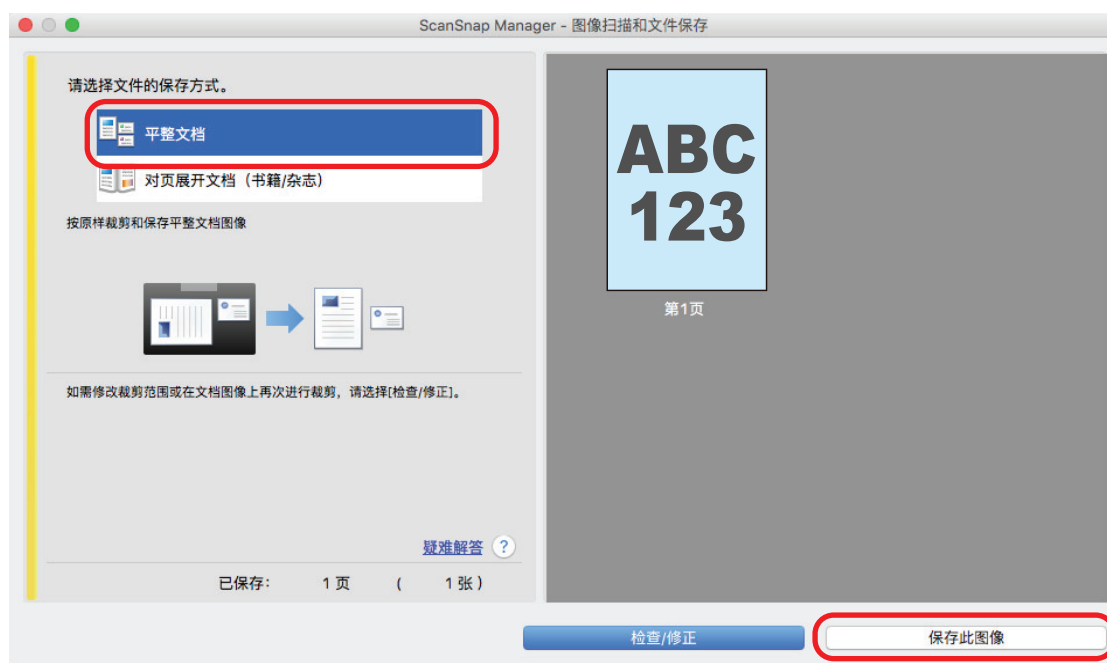 ScanSnap Manager - 图像扫描和文件保存
请选择文件的保存方式。
平整文档
对页展开文档（书籍/杂志）
按原样裁剪和保存平整文档图像
如需修改裁剪范围或在文档图像上再次进行裁剪，请选择[检查/修正]。
疑难解答 ?
已保存: 1 页 ( 1 张 )
ABC
123
第1页
检查/修正
保存此图像